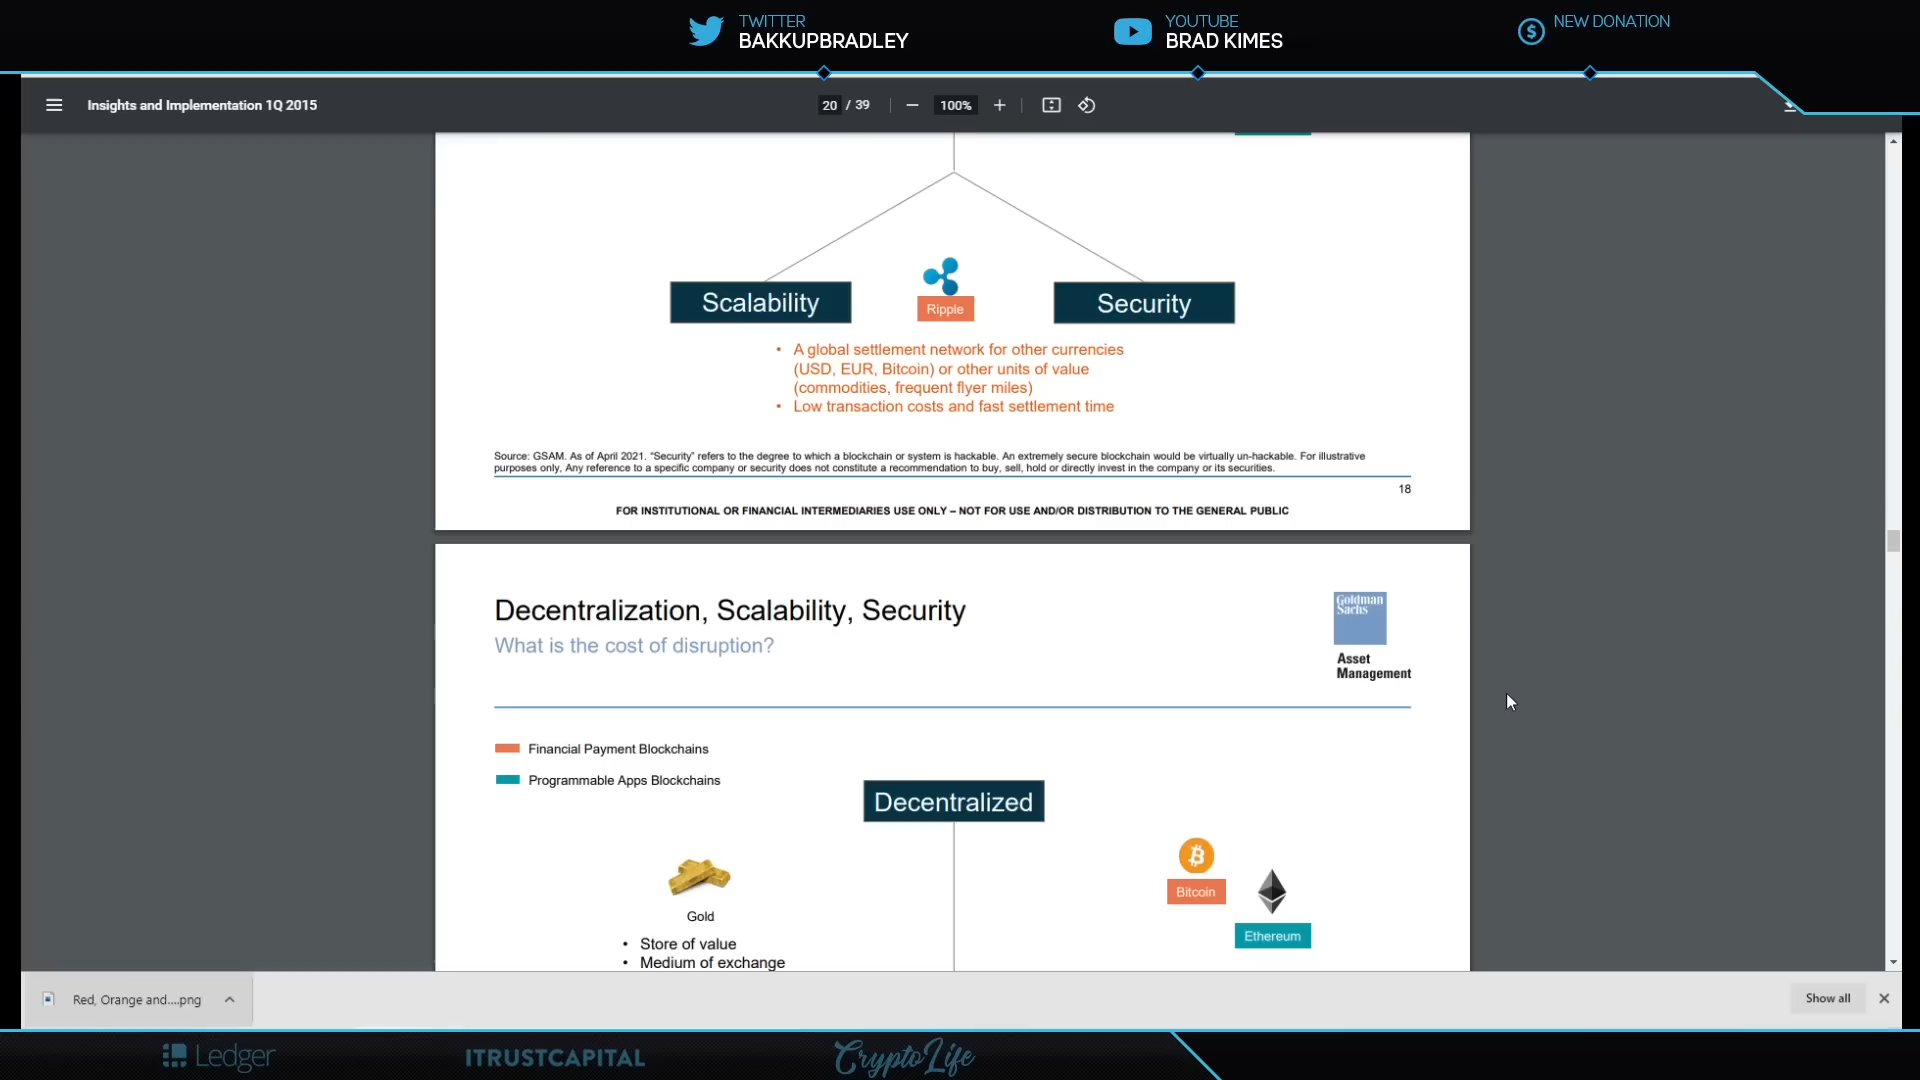 TWITTER
BAKKUPBRADLEY
YOUTUBE
BRAD KIMES
NEW DONATION
Insights and Implementation 1Q 2015
20 / 39
100%
Scalability
Ripple
Security
• A global settlement network for other currencies
(USD, EUR, Bitcoin) or other units of value
(commodities, frequent flyer miles)
• Low transaction costs and fast settlement time
Source: GSAM. As of April 2021. “Security” refers to the degree to which a blockchain or system is hackable. An extremely secure blockchain would be virtually un-hackable. For illustrative
purposes only, Any reference to a specific company or security does not constitute a recommendation to buy, sell, hold or directly invest in the company or its securities.
18
FOR INSTITUTIONAL OR FINANCIAL INTERMEDIARIES USE ONLY – NOT FOR USE AND/OR DISTRIBUTION TO THE GENERAL PUBLIC
Decentralization, Scalability, Security
What is the cost of disruption?
Goldman
Sachs
Asset
Management
Financial Payment Blockchains
Programmable Apps Blockchains
Decentralized
Bitcoin
Ethereum
Gold
• Store of value
• Medium of exchange
Red, Orange and....png
Show all
Ledger
ITRUSTCAPITAL
CryptoLife